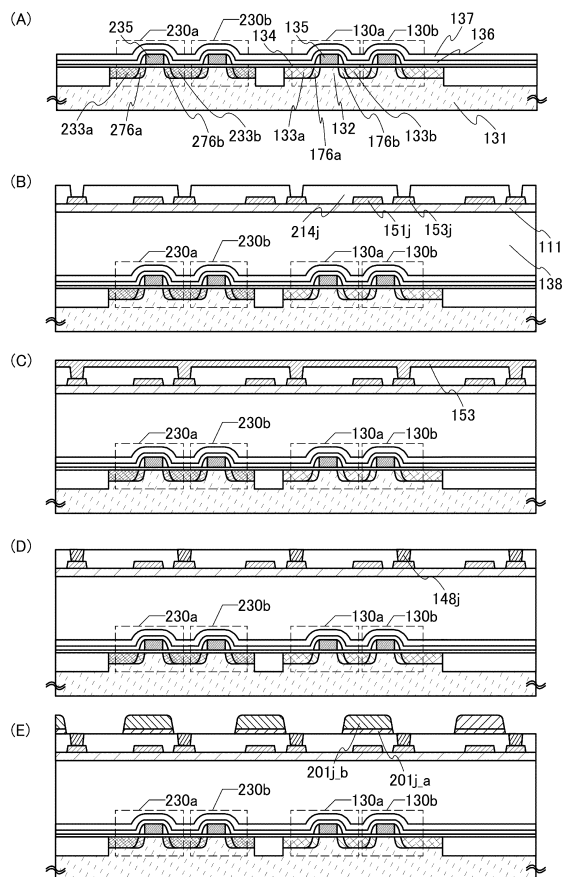 (A)
235 230a 230b 134 135 130a 130b 137
136
233a 276a 276b 233b 133a 176a 132 176b 133b 131
(B)
214j 151j 153j 111
230a 230b 130a 130b 138
(C)
153
230a 230b 130a 130b
(D)
148j
230a 230b 130a 130b
(E)
201j_b 201j_a
230a 230b 130a 130b